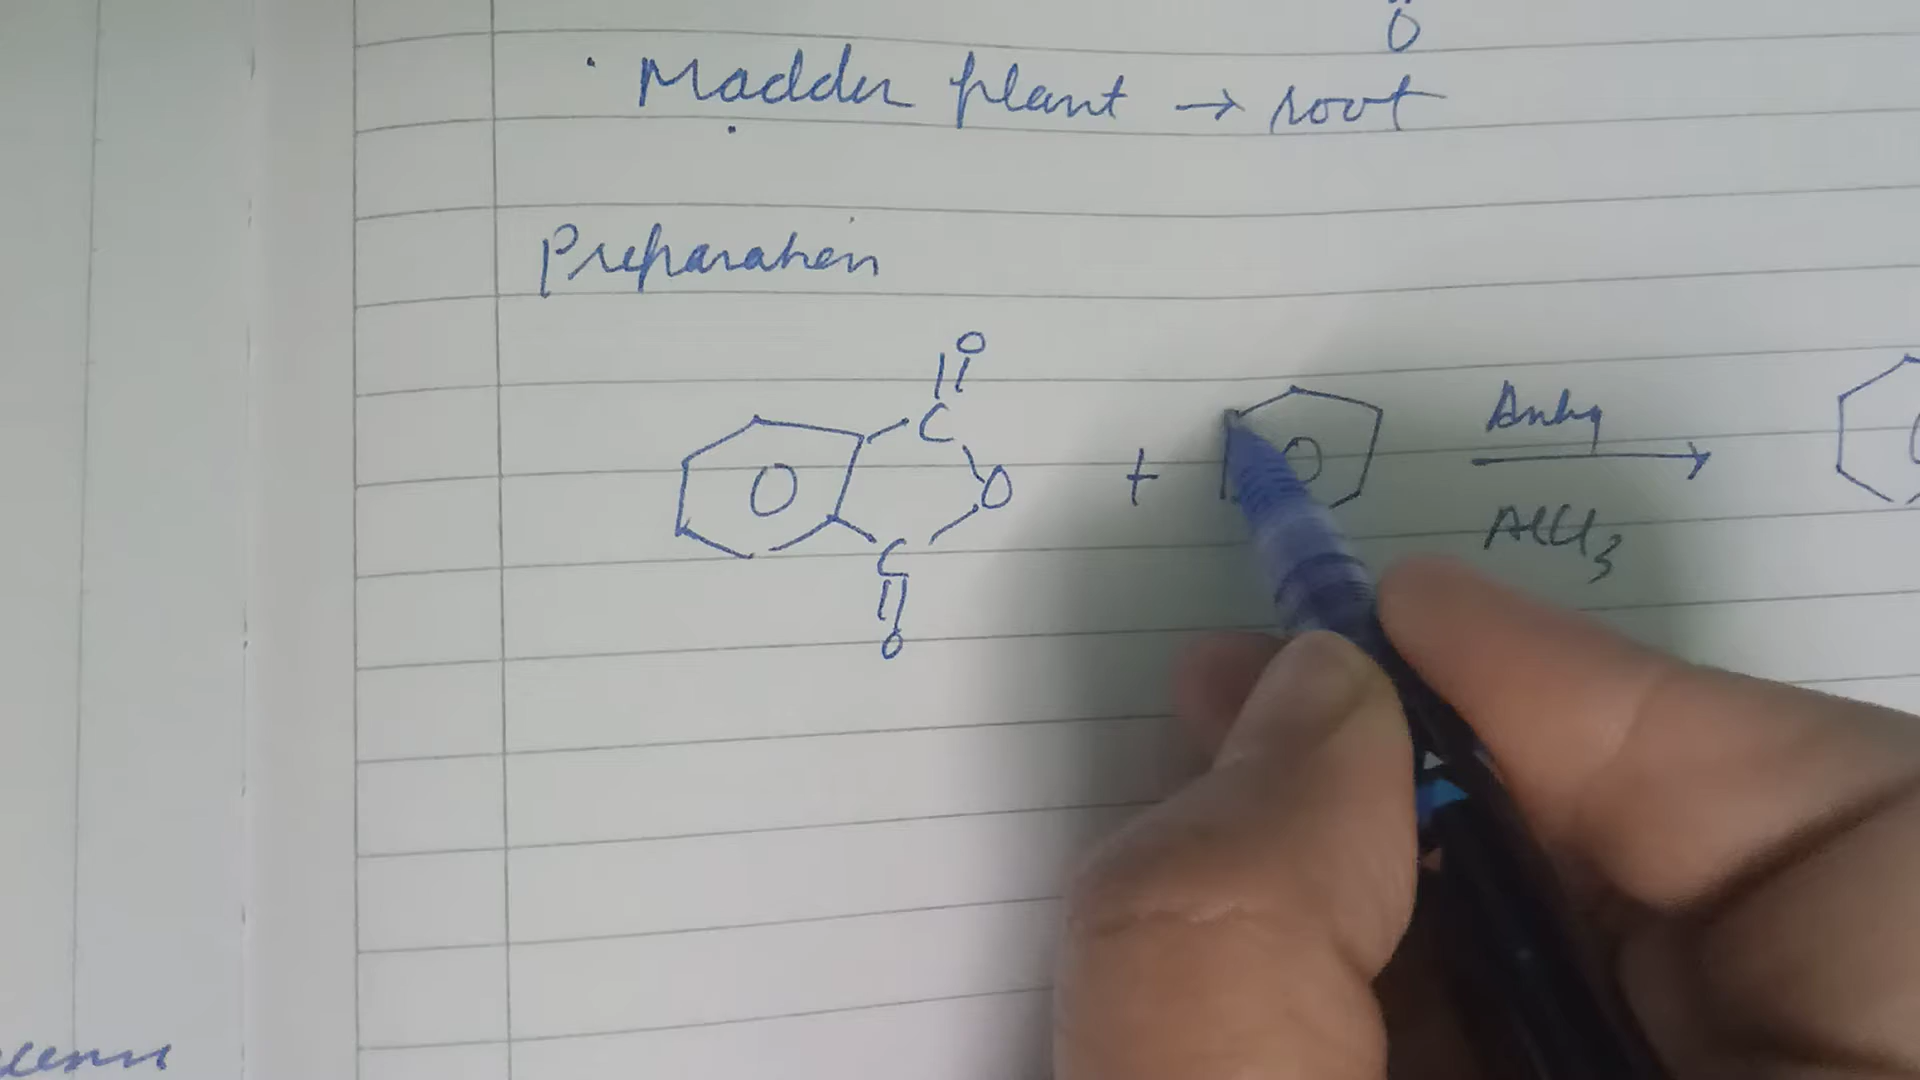 O
. Madder plant → root
Preparation
O
C
O + O Anhy
O
AlCl3
C
O